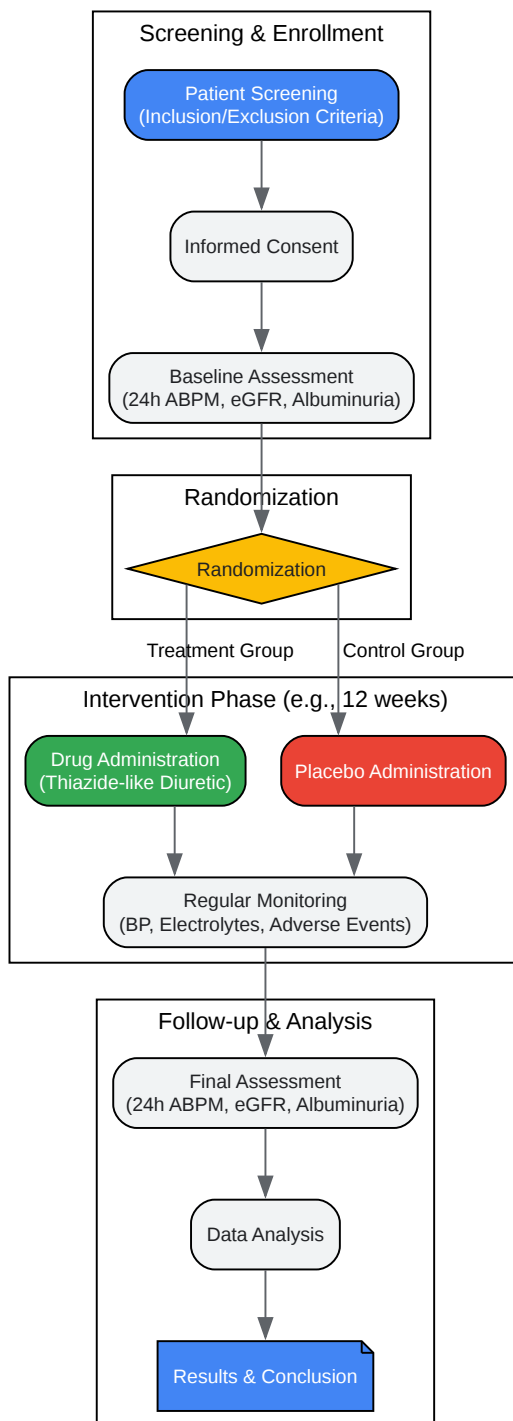 Screening & Enrollment
Patient Screening
(Inclusion/Exclusion Criteria)
Informed Consent
Baseline Assessment
(24h ABPM, eGFR, Albuminuria)
Randomization
Randomization
Treatment Group
Control Group
Intervention Phase (e.g., 12 weeks)
Drug Administration
(Thiazide-like Diuretic)
Placebo Administration
Regular Monitoring
(BP, Electrolytes, Adverse Events)
Follow-up & Analysis
Final Assessment
(24h ABPM, eGFR, Albuminuria)
Data Analysis
Results & Conclusion